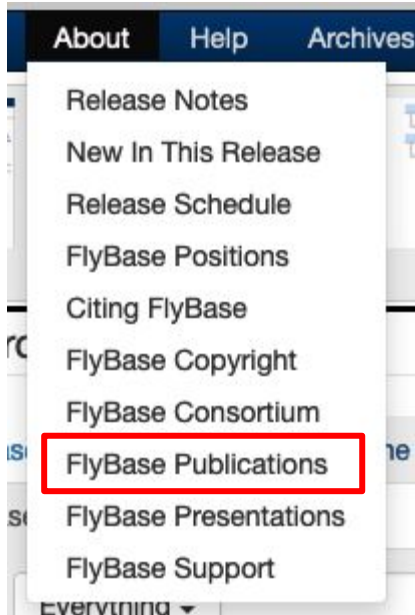 About Help Archives
Release Notes
New In This Release
Release Schedule
FlyBase Positions
Citing FlyBase
FlyBase Copyright
FlyBase Consortium
FlyBase Publications
FlyBase Presentations
FlyBase Support
Everything